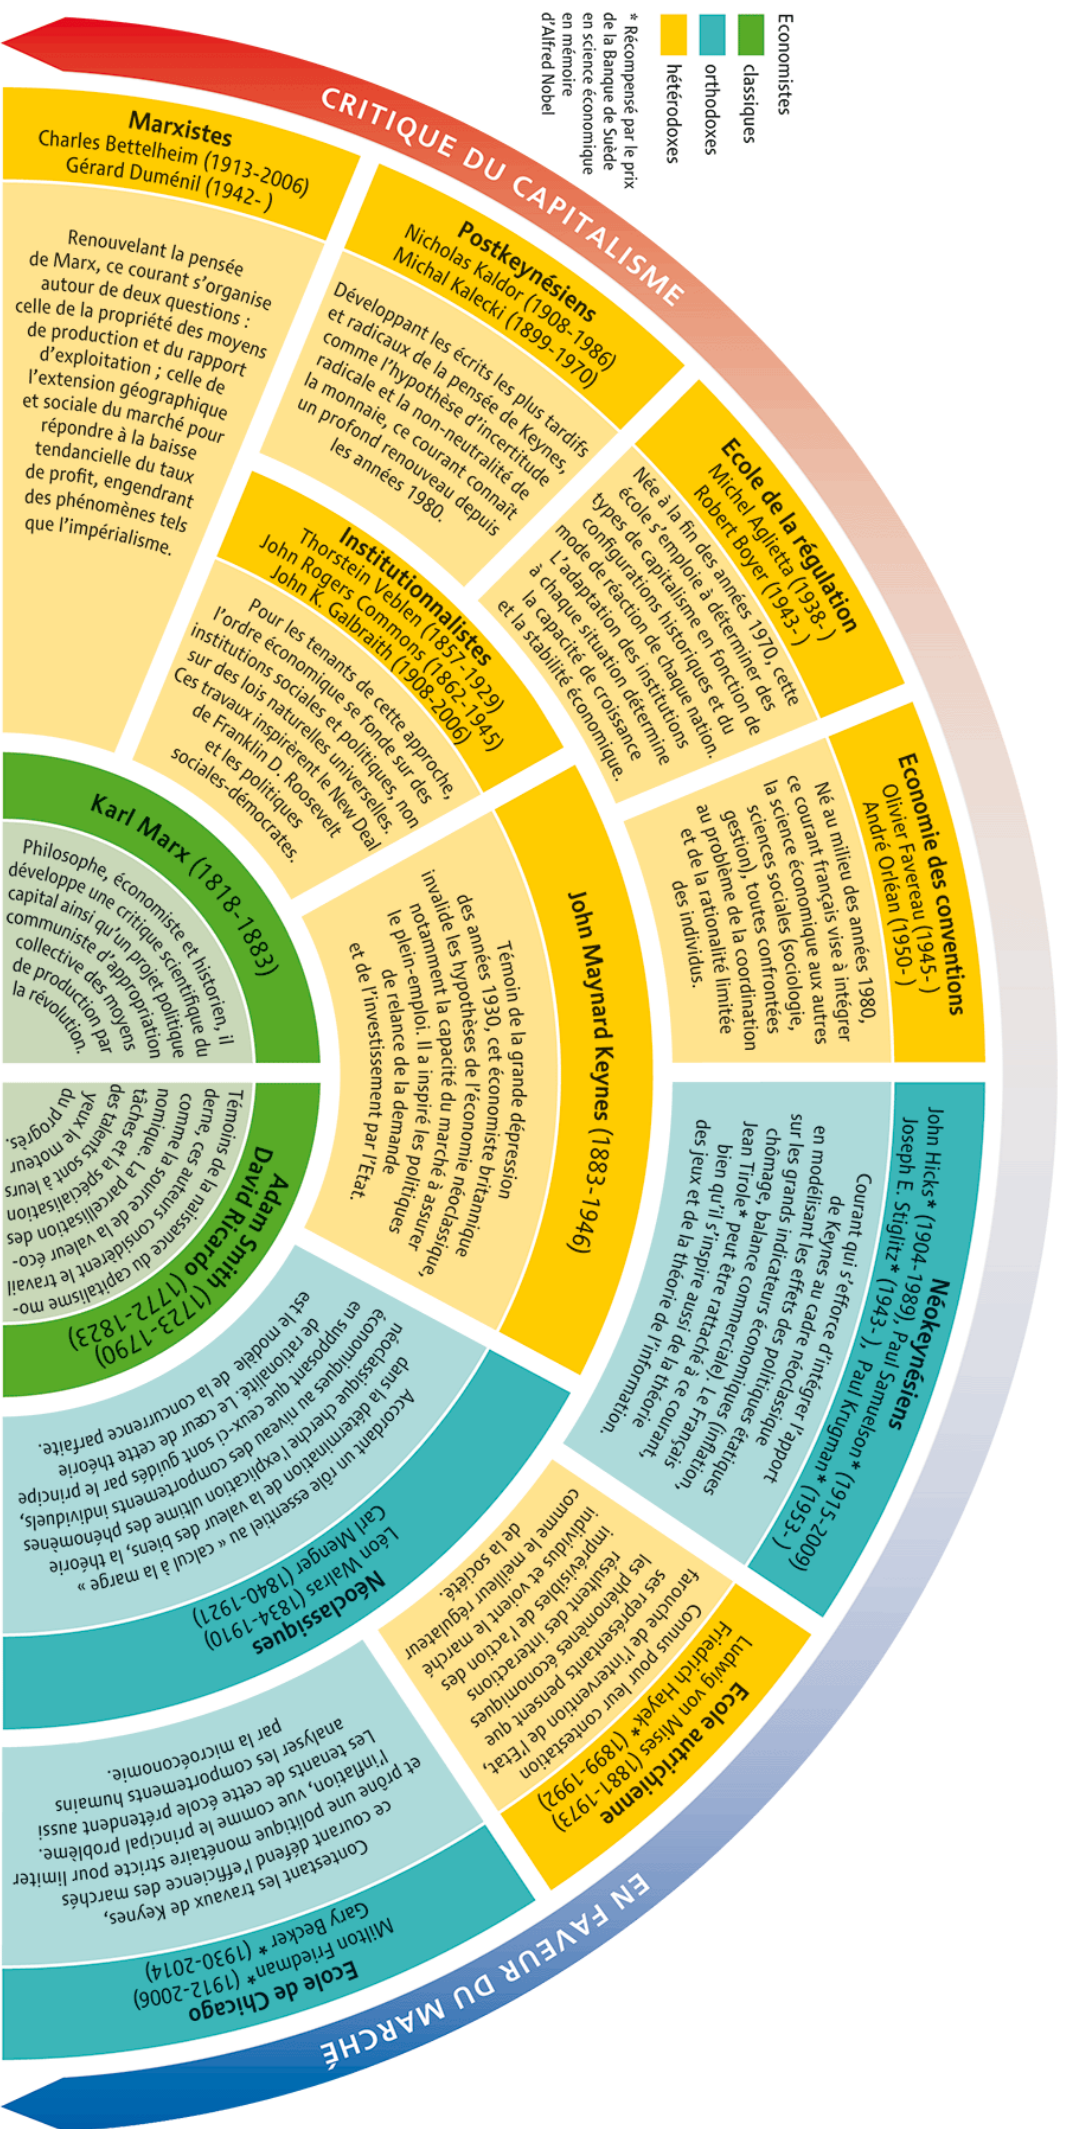 Economistes
classiques
orthodoxes
hétérodoxes
* Récompensé par le prix
de la Banque de Suède
en science économique
en mémoire
d’Alfred Nobel
CRITIQUE DU CAPITALISME
EN FAVEUR DU MARCHÉ
Marxistes
Charles Bettelheim (1913-2006)
Gérard Duménil (1942- )
Renouvelant la pensée
de Marx, ce courant s’organise
autour de deux questions :
celle de la propriété des moyens
de production et du rapport
d’exploitation ; celle de
l’extension géographique
et sociale du marché pour
répondre à la baisse
tendancielle du taux
de profit, engendrant
des phénomènes tels
que l’impérialisme.
Postkeynésiens
Nicholas Kaldor (1908-1986)
Michal Kalecki (1899-1970)
Développant les écrits les plus tardifs
et radicaux de la pensée de Keynes,
comme l’hypothèse d’incertitude
radicale et la non-neutralité de
la monnaie, ce courant connaît
un profond renouveau depuis
les années 1980.
Ecole de la régulation
Michel Aglietta (1938- )
Robert Boyer (1943- )
Née à la fin des années 1970, cette
école s’emploie à déterminer des
types de capitalisme en fonction de
configurations historiques et du
mode de réaction de chaque nation.
L’adaptation des institutions
à chaque situation détermine
la capacité de croissance
et la stabilité économique.
Economie des conventions
Olivier Favereau (1945- )
André Orléan (1950- )
Né au milieu des années 1980,
ce courant français vise à intégrer
la science économique aux autres
sciences sociales (sociologie,
gestion), toutes confrontées
au problème de la coordination
et de la rationalité limitée
des individus.
Néokeynésiens
John Hicks* (1904-1989), Paul Samuelson* (1915-2009)
Joseph E. Stiglitz* (1943- ), Paul Krugman* (1953- )
Courant qui s’efforce d’intégrer l’apport
de Keynes au cadre néoclassique
en modélisant les effets des politiques étatiques
sur les grands indicateurs économiques (inflation,
chômage, balance commerciale). Le Français
Jean Tirole* peut être rattaché à ce courant,
bien qu’il s’inspire aussi de la théorie
des jeux et de la théorie de l’information.
Ecole autrichienne
Ludwig von Mises (1881-1973)
Friedrich Hayek* (1899-1992)
Connus pour leur contestation
farouche de l’intervention de l’Etat,
ses représentants pensent que
les phénomènes économiques
résultent des interactions
imprévisibles de l’action des
individus et voient le marché
comme le meilleur régulateur
de la société.
Ecole de Chicago
Milton Friedman* (1912-2006)
Gary Becker* (1930-2014)
Contestant les travaux de Keynes,
ce courant défend l’efficience des marchés
et prône une politique monétaire stricte pour limiter
l’inflation, vue comme le principal problème.
Les tenants de cette école prétendent aussi
analyser les comportements humains
par la microéconomie.
Institutionnalistes
Thorstein Veblen (1857-1929)
John Rogers Commons (1862-1945)
John K. Galbraith (1908-2006)
Pour les tenants de cette approche,
l’ordre économique se fonde sur des
institutions sociales et politiques, non
sur des lois naturelles universelles.
Ces travaux inspirèrent le New Deal
de Franklin D. Roosevelt
et les politiques
sociales-démocrates.
John Maynard Keynes (1883-1946)
Témoin de la grande dépression
des années 1930, cet économiste britannique
invalide les hypothèses de l’économie néoclassique,
notamment la capacité du marché à assurer
le plein-emploi. Il a inspiré les politiques
de relance de la demande
et de l’investissement par l’Etat.
Néoclassiques
Léon Walras (1834-1910)
Carl Menger (1840-1921)
Accordant un rôle essentiel au « calcul à la marge »
dans la détermination de la valeur des biens, la théorie
néoclassique cherche l’explication ultime des phénomènes
économiques au niveau des comportements individuels,
en supposant que ceux-ci sont guidés par le principe
de rationalité. Le cœur de cette théorie
est le modèle de la concurrence parfaite.
Karl Marx (1818-1883)
Philosophe, économiste et historien, il
développe une critique scientifique du
capital ainsi qu’un projet politique
communiste d’appropriation
collective des moyens
de production par
la révolution.
Adam Smith (1723-1790)
David Ricardo (1772-1823)
Témoins de la naissance du capitalisme mo-
derne, ces auteurs considèrent le travail
comme la source de la valeur éco-
nomique. La parcellisation des
tâches et la spécialisation
des talents sont à leurs
yeux le moteur
du progrès.